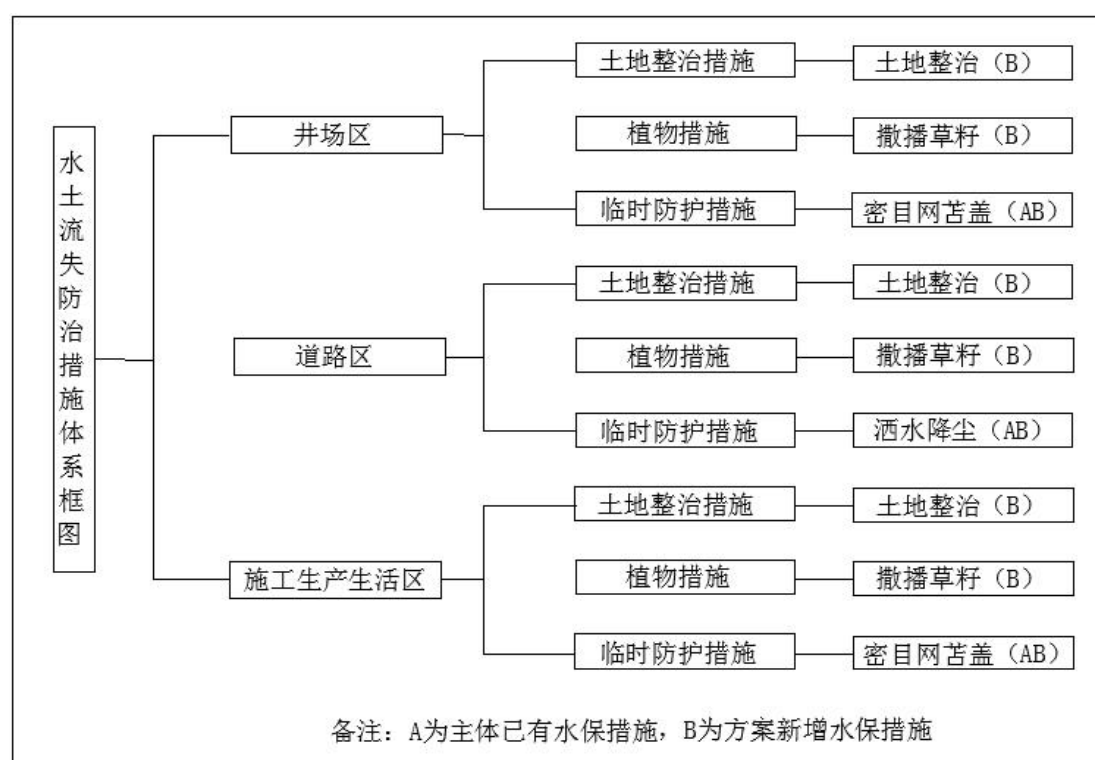 水土流失防治措施体系框图
井场区
土地整治措施
土地整治（B）
植物措施
撒播草籽（B）
临时防护措施
密目网苫盖（AB）
道路区
土地整治措施
土地整治（B）
植物措施
撒播草籽（B）
临时防护措施
洒水降尘（AB）
施工生产生活区
土地整治措施
土地整治（B）
植物措施
撒播草籽（B）
临时防护措施
密目网苫盖（AB）
备注：A为主体已有水保措施，B为方案新增水保措施